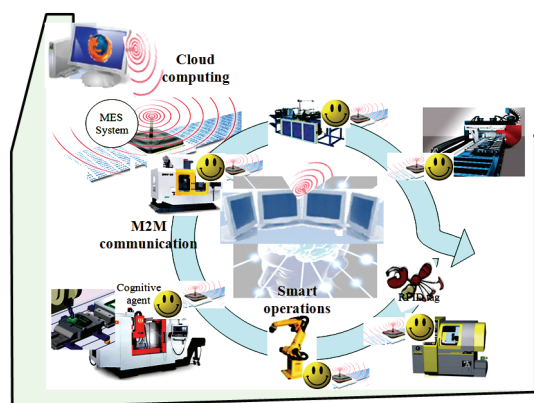 Cloud
computing
MES
System
M2M
communication
Cognitive
agent
Smart
operations
RFID tag